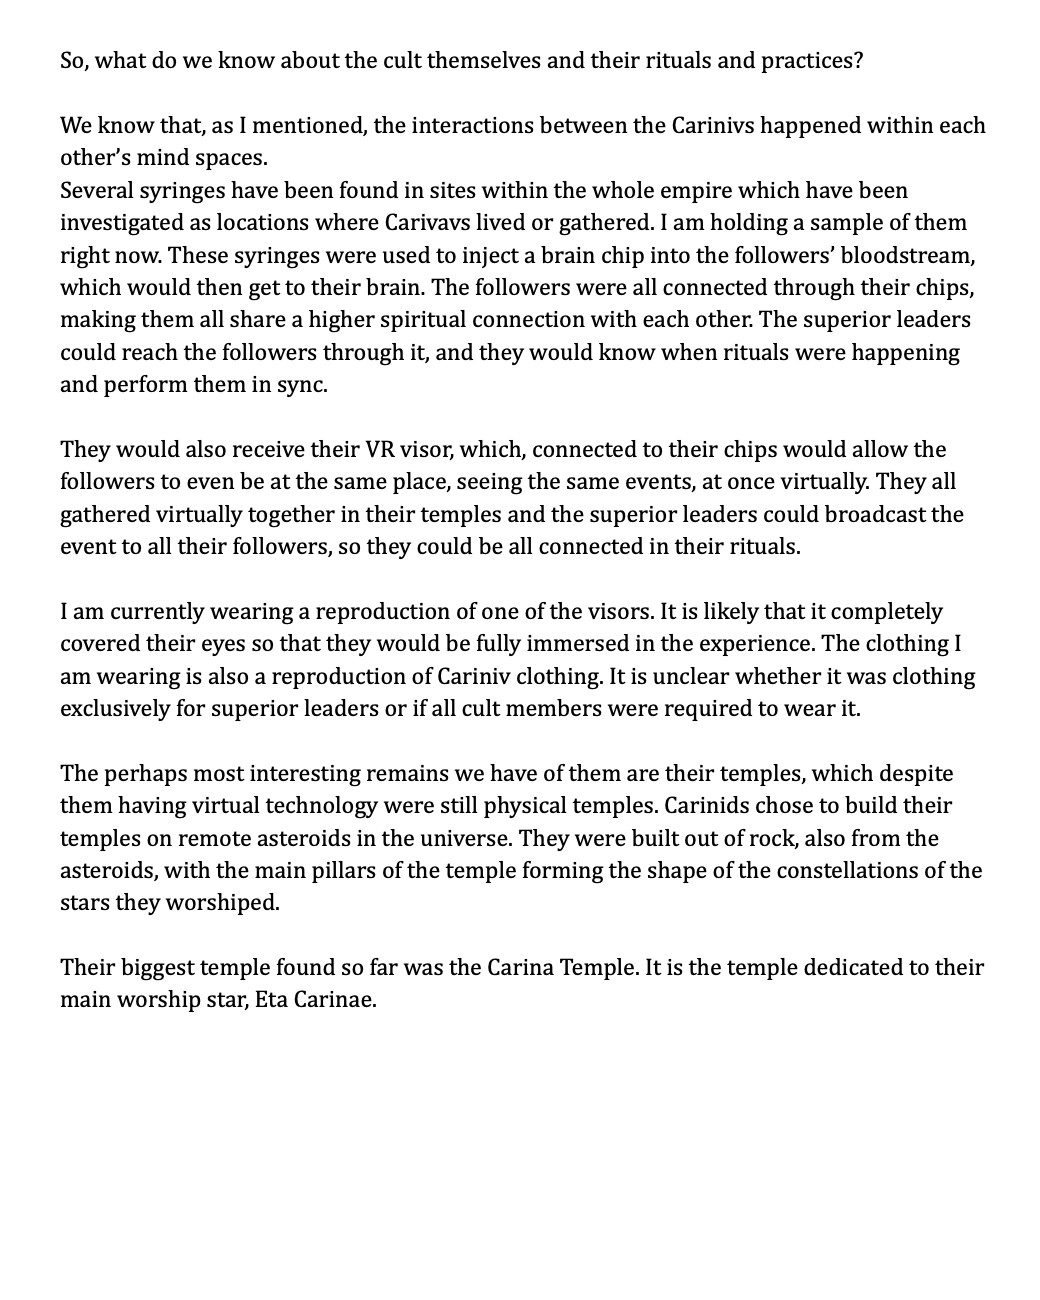 So, what do we know about the cult themselves and their rituals and practices?
We know that, as I mentioned, the interactions between the Carinivs happened within each
other’s mind spaces.
Several syringes have been found in sites within the whole empire which have been
investigated as locations where Carivavs lived or gathered. I am holding a sample of them
right now. These syringes were used to inject a brain chip into the followers’ bloodstream,
which would then get to their brain. The followers were all connected through their chips,
making them all share a higher spiritual connection with each other. The superior leaders
could reach the followers through it, and they would know when rituals were happening
and perform them in sync.
They would also receive their VR visor, which, connected to their chips would allow the
followers to even be at the same place, seeing the same events, at once virtually. They all
gathered virtually together in their temples and the superior leaders could broadcast the
event to all their followers, so they could be all connected in their rituals.
I am currently wearing a reproduction of one of the visors. It is likely that it completely
covered their eyes so that they would be fully immersed in the experience. The clothing I
am wearing is also a reproduction of Cariniv clothing. It is unclear whether it was clothing
exclusively for superior leaders or if all cult members were required to wear it.
The perhaps most interesting remains we have of them are their temples, which despite
them having virtual technology were still physical temples. Carinids chose to build their
temples on remote asteroids in the universe. They were built out of rock, also from the
asteroids, with the main pillars of the temple forming the shape of the constellations of the
stars they worshiped.
Their biggest temple found so far was the Carina Temple. It is the temple dedicated to their
main worship star, Eta Carinae.